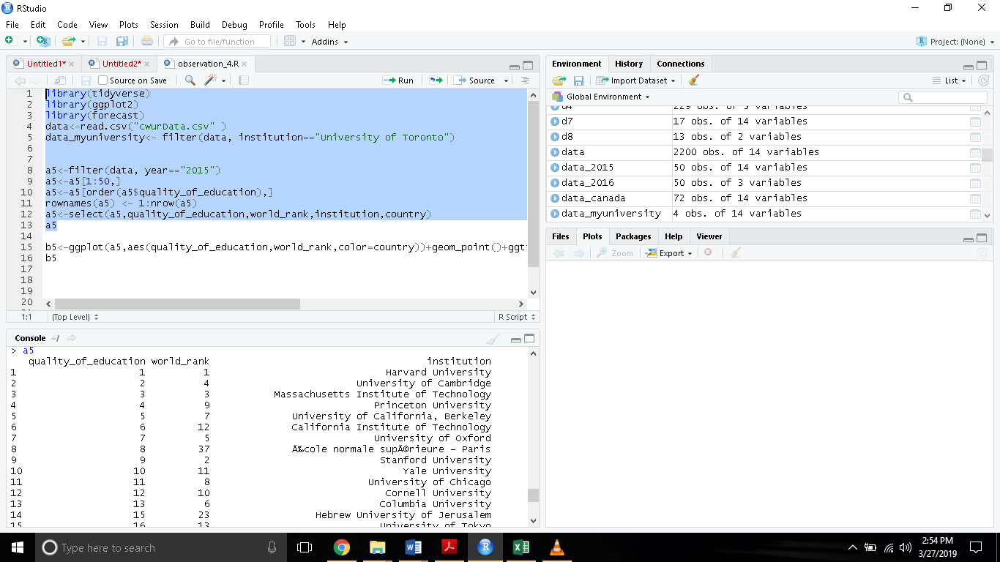 RStudio
File Edit Code View Plots Session Build Debug Profile Tools Help
Go to file/function Addins Project: (None)
Untitled1* Untitled2* observation_4.R
Source on Save Run Source
1 library(tidyverse)
2 library(ggplot2)
3 library(forecast)
4 data<-read.csv("cwurData.csv" )
5 data_myuniversity<- filter(data, institution=="University of Toronto")
6
7
8 a5<-filter(data, year=="2015")
9 a5<-a5[1:50,]
10 a5<-a5[order(a5$quality_of_education),]
11 rownames(a5) <- 1:nrow(a5)
12 a5<-select(a5,quality_of_education,world_rank,institution,country)
13 a5
14
15 b5<-ggplot(a5,aes(quality_of_education,world_rank,color=country))+geom_point()+ggt
16 b5
17
18
19
20
1:1 (Top Level) R Script
Console ~/
> a5
quality_of_education world_rank institution
1 1 1 Harvard University
2 2 4 University of Cambridge
3 3 3 Massachusetts Institute of Technology
4 4 9 Princeton University
5 5 7 University of California, Berkeley
6 6 12 California Institute of Technology
7 7 5 University of Oxford
8 8 37 Ã‰cole normale supÃ©rieure - Paris
9 9 2 Stanford University
10 10 11 Yale University
11 11 8 University of Chicago
12 12 10 Cornell University
13 13 6 Columbia University
14 15 23 Hebrew University of Jerusalem
15 16 13 University of Tokyo
Environment History Connections
Import Dataset List
Global Environment
d4 229 obs. of 3 variables
d7 17 obs. of 14 variables
d8 13 obs. of 2 variables
data 2200 obs. of 14 variables
data_2015 50 obs. of 14 variables
data_2016 50 obs. of 3 variables
data_canada 72 obs. of 14 variables
data_myuniversity 4 obs. of 14 variables
Files Plots Packages Help Viewer
Zoom Export
Type here to search
2:54 PM
3/27/2019